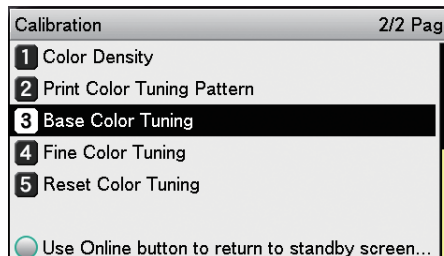 Calibration 2/2 Pag
1 Color Density
2 Print Color Tuning Pattern
3 Base Color Tuning
4 Fine Color Tuning
5 Reset Color Tuning
Use Online button to return to standby screen...